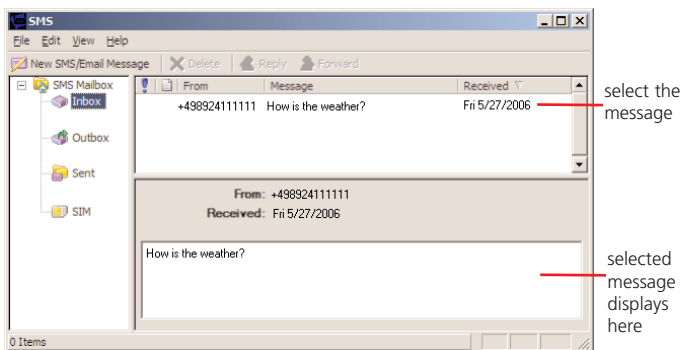 SMS
File Edit View Help
New SMS/Email Message Delete Reply Forward
SMS Mailbox
Inbox
Outbox
Sent
SIM
From Message Received
+498924111111 How is the weather? Fri 5/27/2006
From: +498924111111
Received: Fri 5/27/2006
How is the weather?
0 Items
select the
message
selected
message
displays
here